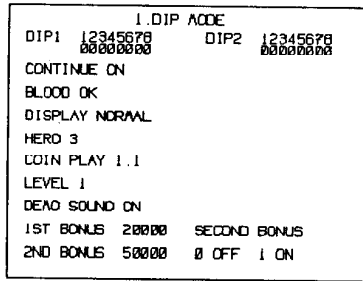 1.DIP MODE
DIP1 12345678 DIP2 12345678
00000000 00000000
CONTINUE ON
BLOOD OK
DISPLAY NORMAL
HERO 3
COIN PLAY 1.1
LEVEL 1
DEMO SOUND ON
1ST BONUS 20000 SECOND BONUS
2ND BONUS 50000 0 OFF 1 ON